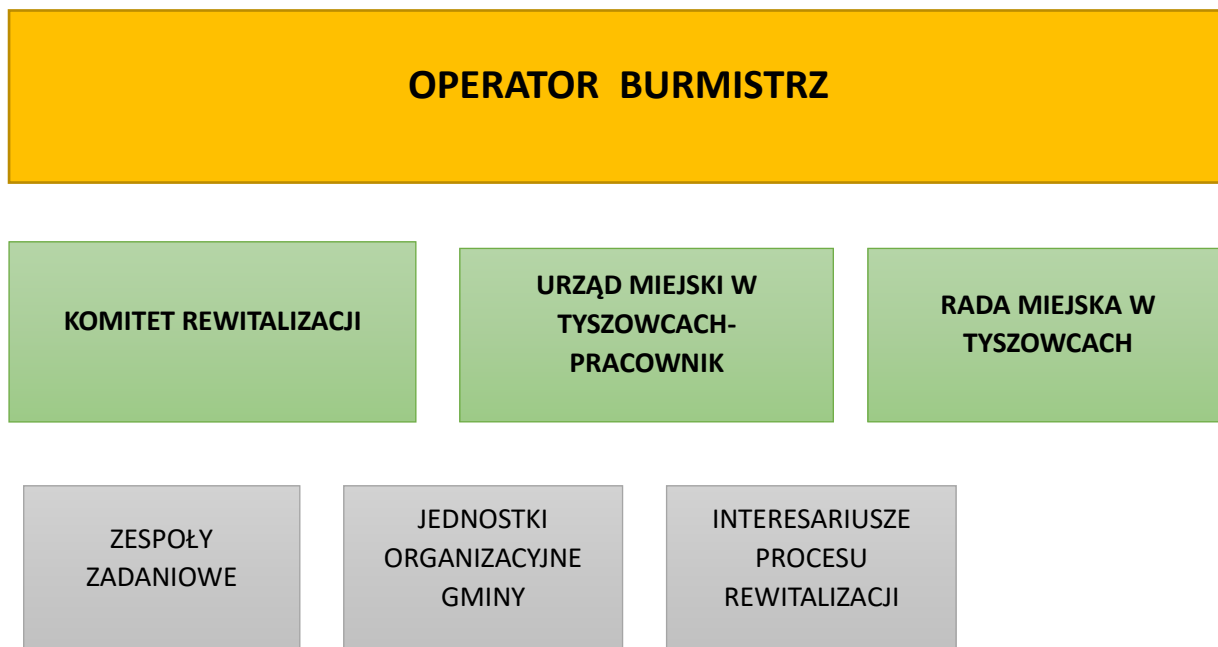 OPERATOR BURMISTRZ
KOMITET REWITALIZACJI
URZĄD MIEJSKI W
TYSZOWCACH-
PRACOWNIK
RADA MIEJSKA W
TYSZOWCACH
ZESPOŁY
ZADANIOWE
JEDNOSTKI
ORGANIZACYJNE
GMINY
INTERESARIUSZE
PROCESU
REWITALIZACJI